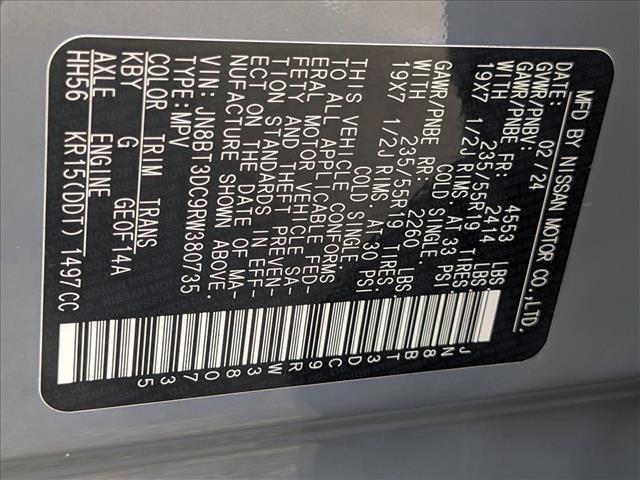 MFD BY NISSAN MOTOR CO.,LTD.
DATE: 02 / 24
GVWR/PNBV: 4553 LBS
GAWR/PNBE FR: 2414 LBS
WITH 235/55R19 TIRES
19X7 1/2J RIMS
COLD SINGLE AT 33 PSI
GAWR/PNBE RR: 2260 LBS
WITH 235/55R19 TIRES
19X7 1/2J RIMS
COLD SINGLE AT 30 PSI
THIS VEHICLE CONFORMS
TO ALL APPLICABLE FED-
ERAL MOTOR VEHICLE SA-
FETY AND THEFT PREVEN-
TION STANDARDS IN EFF-
ECT ON THE DATE OF MA-
NUFACTURE SHOWN ABOVE.
VIN: JN8BT3DC9RW380735
TYPE: MPV
COLOR TRIM TRANS
KBY G GE0F14A
AXLE ENGINE
HH56 KR15(DDT) 1497CC
JN8BT3DC9RW380735